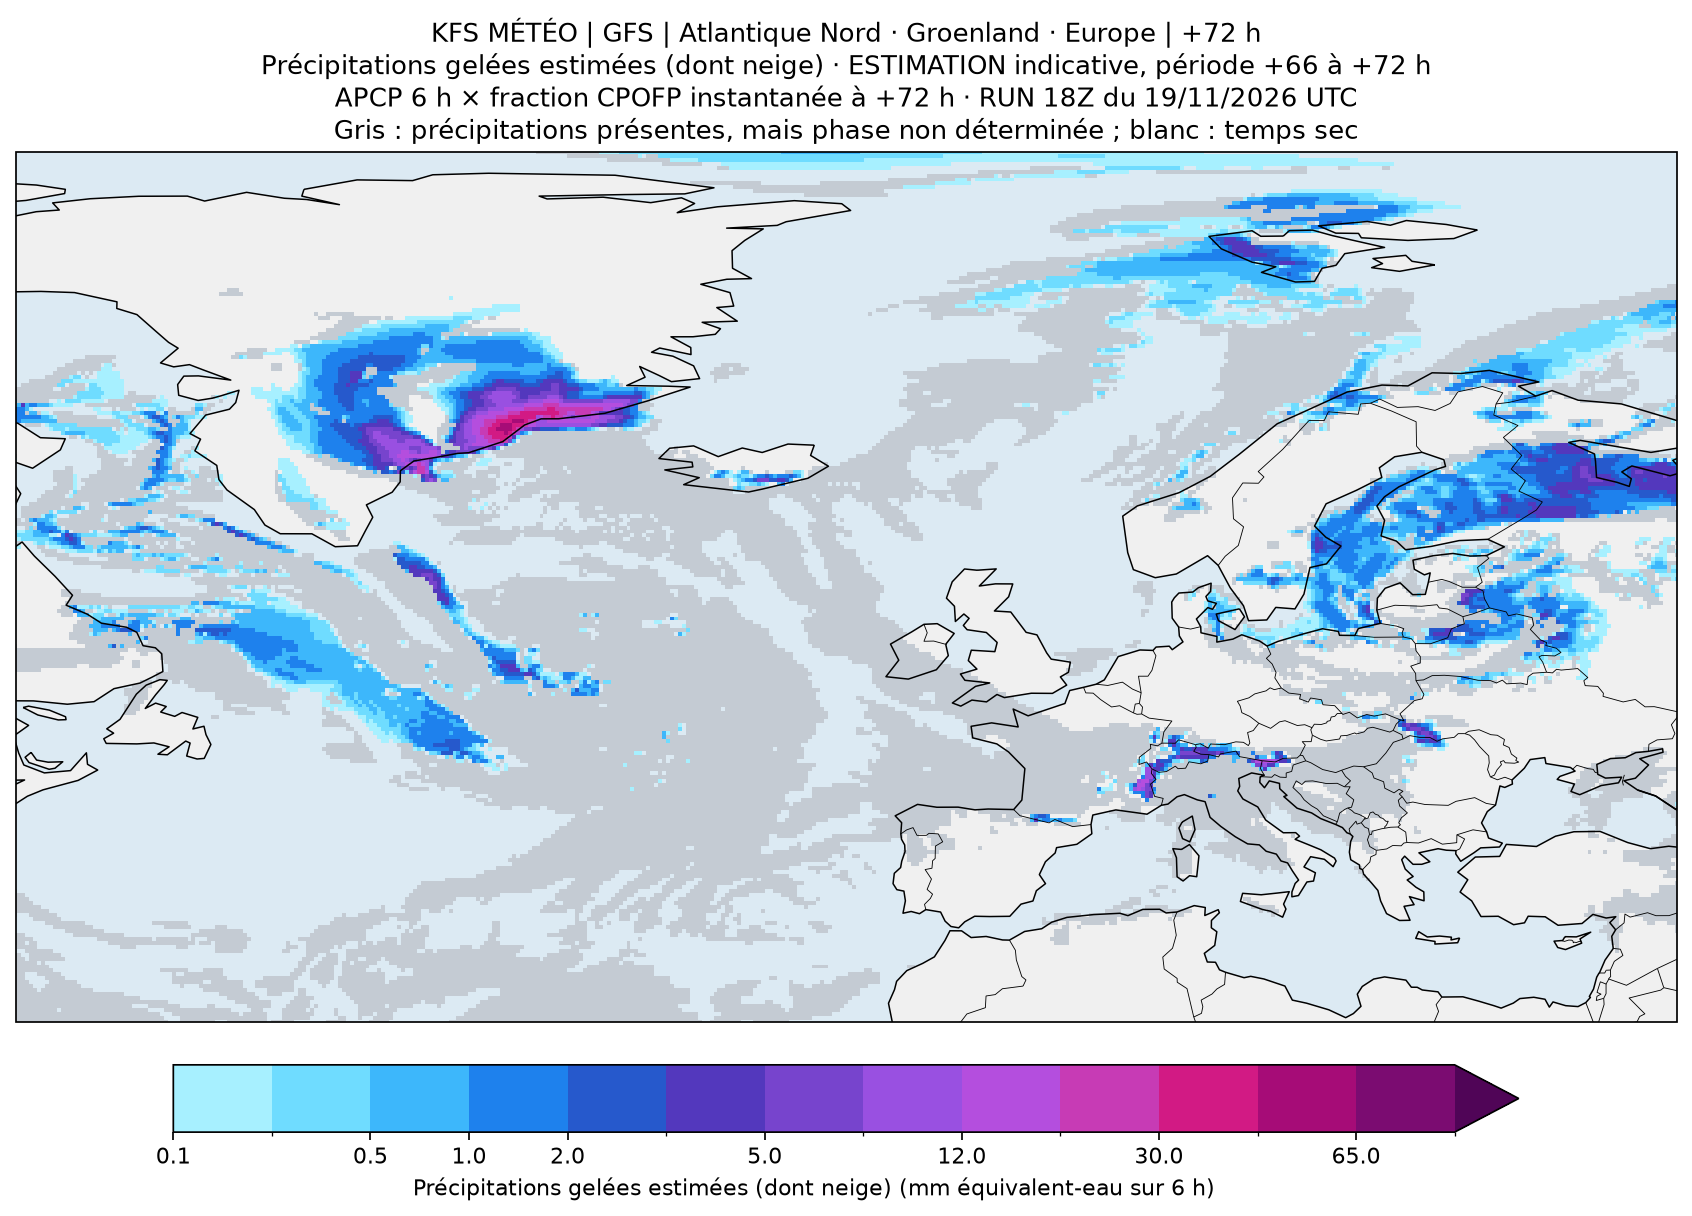 KFS MÉTÉO | GFS | Atlantique Nord · Groenland · Europe | +72 h
Précipitations gelées estimées (dont neige) · ESTIMATION indicative, période +66 à +72 h
APCP 6 h × fraction CPOFP instantanée à +72 h · RUN 18Z du 19/11/2026 UTC
Gris : précipitations présentes, mais phase non déterminée ; blanc : temps sec
0.1 0.5 1.0 2.0 5.0 12.0 30.0 65.0
Précipitations gelées estimées (dont neige) (mm équivalent-eau sur 6 h)